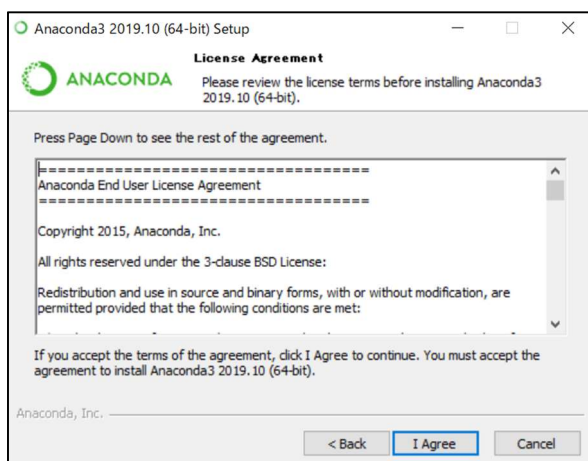 Anaconda3 2019.10 (64-bit) Setup
ANACONDA
License Agreement
Please review the license terms before installing Anaconda3
2019.10 (64-bit).
Press Page Down to see the rest of the agreement.
===================================
Anaconda End User License Agreement
===================================
Copyright 2015, Anaconda, Inc.
All rights reserved under the 3-clause BSD License:
Redistribution and use in source and binary forms, with or without modification, are
permitted provided that the following conditions are met:
If you accept the terms of the agreement, click I Agree to continue. You must accept the
agreement to install Anaconda3 2019.10 (64-bit).
Anaconda, Inc.
< Back
I Agree
Cancel